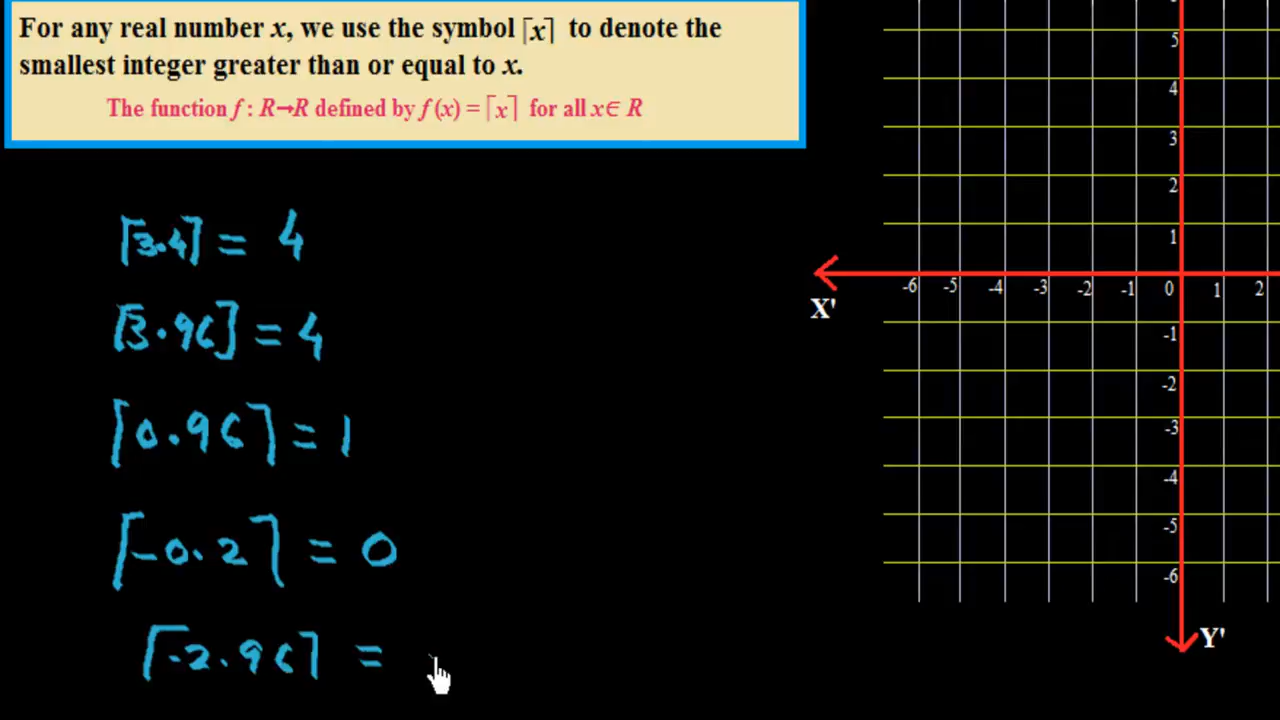 For any real number x, we use the symbol ⌈x⌉ to denote the
smallest integer greater than or equal to x.
The function f : R→R defined by f (x) = ⌈x⌉ for all x∈ R
⌈3.4⌉ = 4
⌈3.96⌉ = 4
⌈0.96⌉ = 1
⌈-0.2⌉ = 0
⌈-2.96⌉ =
5
4
3
2
1
-6 -5 -4 -3 -2 -1 0 1 2
X'
-1
-2
-3
-4
-5
-6
Y'